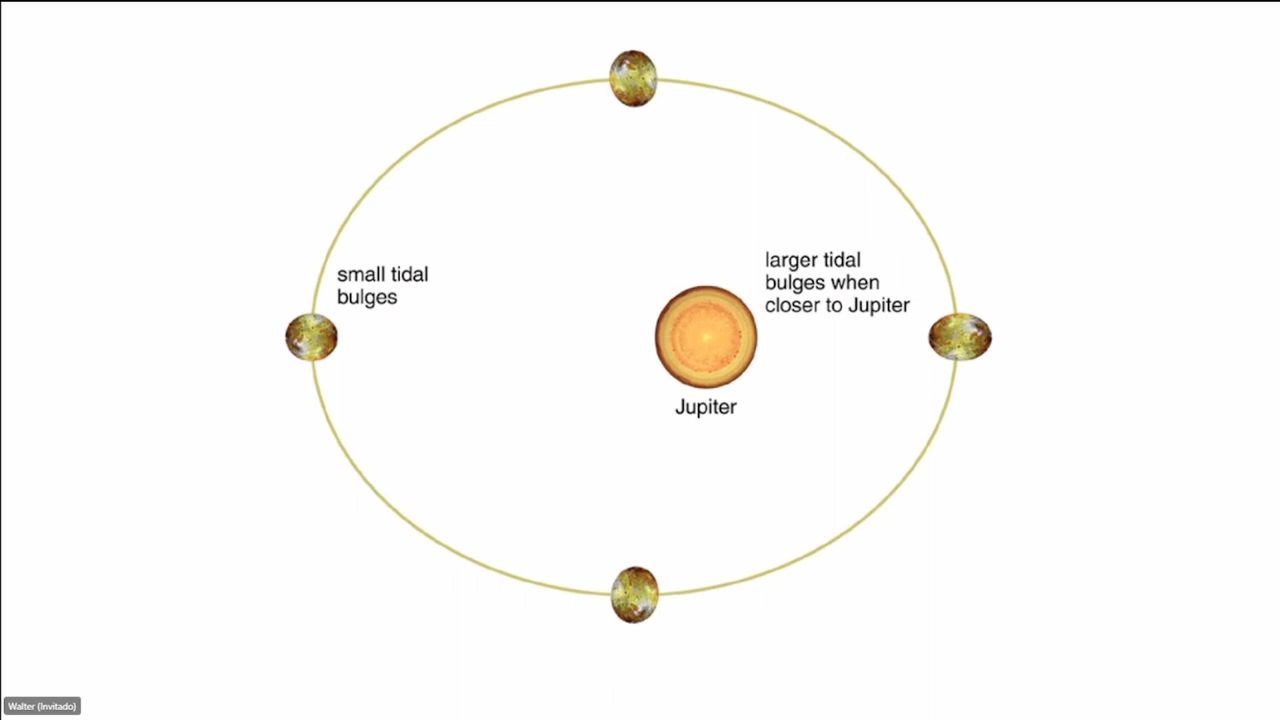 small tidal
bulges
larger tidal
bulges when
closer to Jupiter
Jupiter
Walter (Invitado)